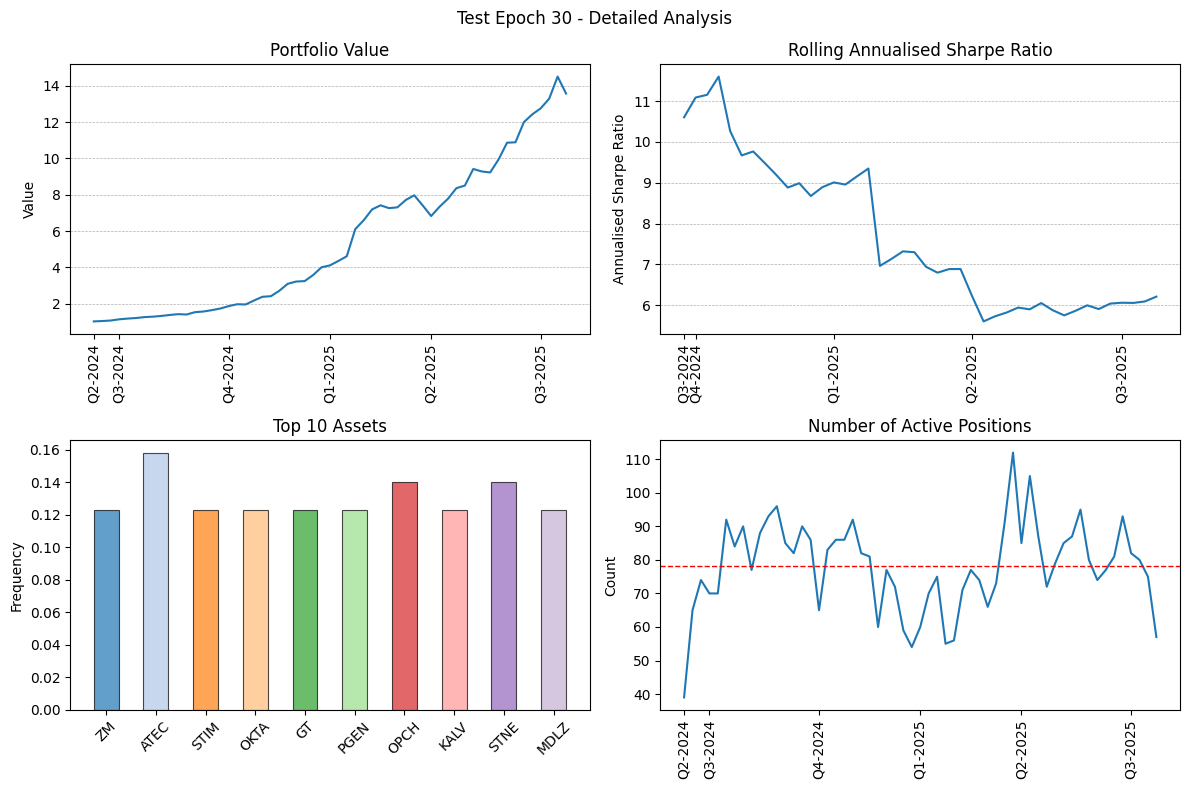 Test Epoch 30 - Detailed Analysis
Portfolio Value
Value
14
12
10
8
6
4
2
Q2-2024
Q3-2024
Q4-2024
Q1-2025
Q2-2025
Q3-2025
Rolling Annualised Sharpe Ratio
Annualised Sharpe Ratio
11
10
9
8
7
6
Q3-2024
Q4-2024
Q1-2025
Q2-2025
Q3-2025
Top 10 Assets
Frequency
0.16
0.14
0.12
0.10
0.08
0.06
0.04
0.02
0.00
ZM
ATEC
STIM
OKTA
GT
PGEN
OPCH
KALV
STNE
MDLZ
Number of Active Positions
Count
110
100
90
80
70
60
50
40
Q2-2024
Q3-2024
Q4-2024
Q1-2025
Q2-2025
Q3-2025